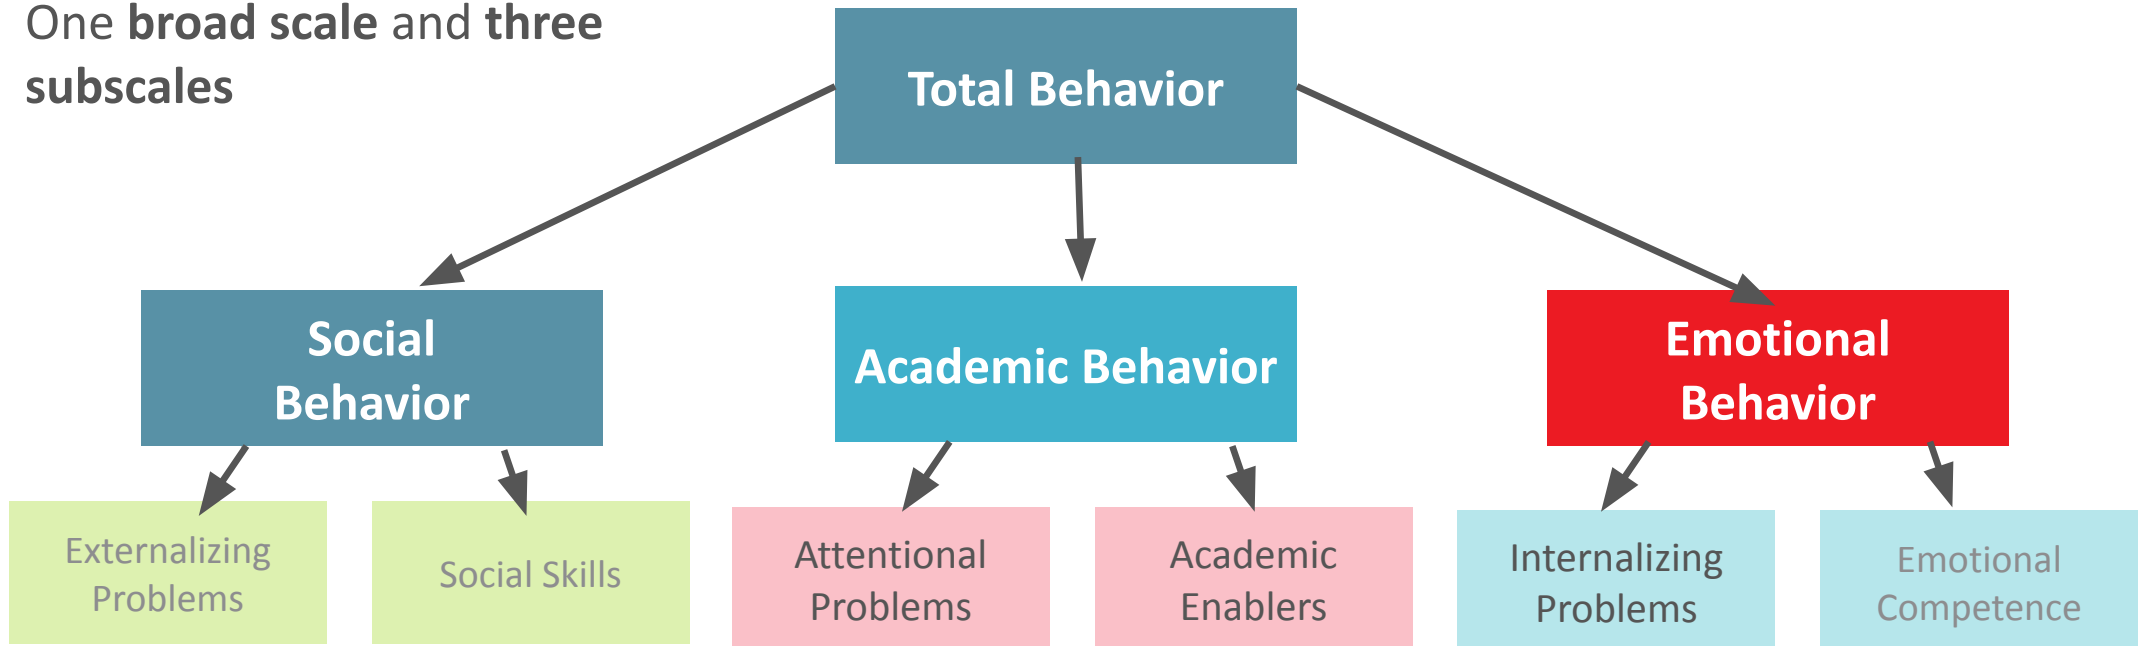 One broad scale and three
subscales
Total Behavior
Social
Behavior
Academic Behavior
Emotional
Behavior
Externalizing
Problems
Social Skills
Attentional
Problems
Academic
Enablers
Internalizing
Problems
Emotional
Competence